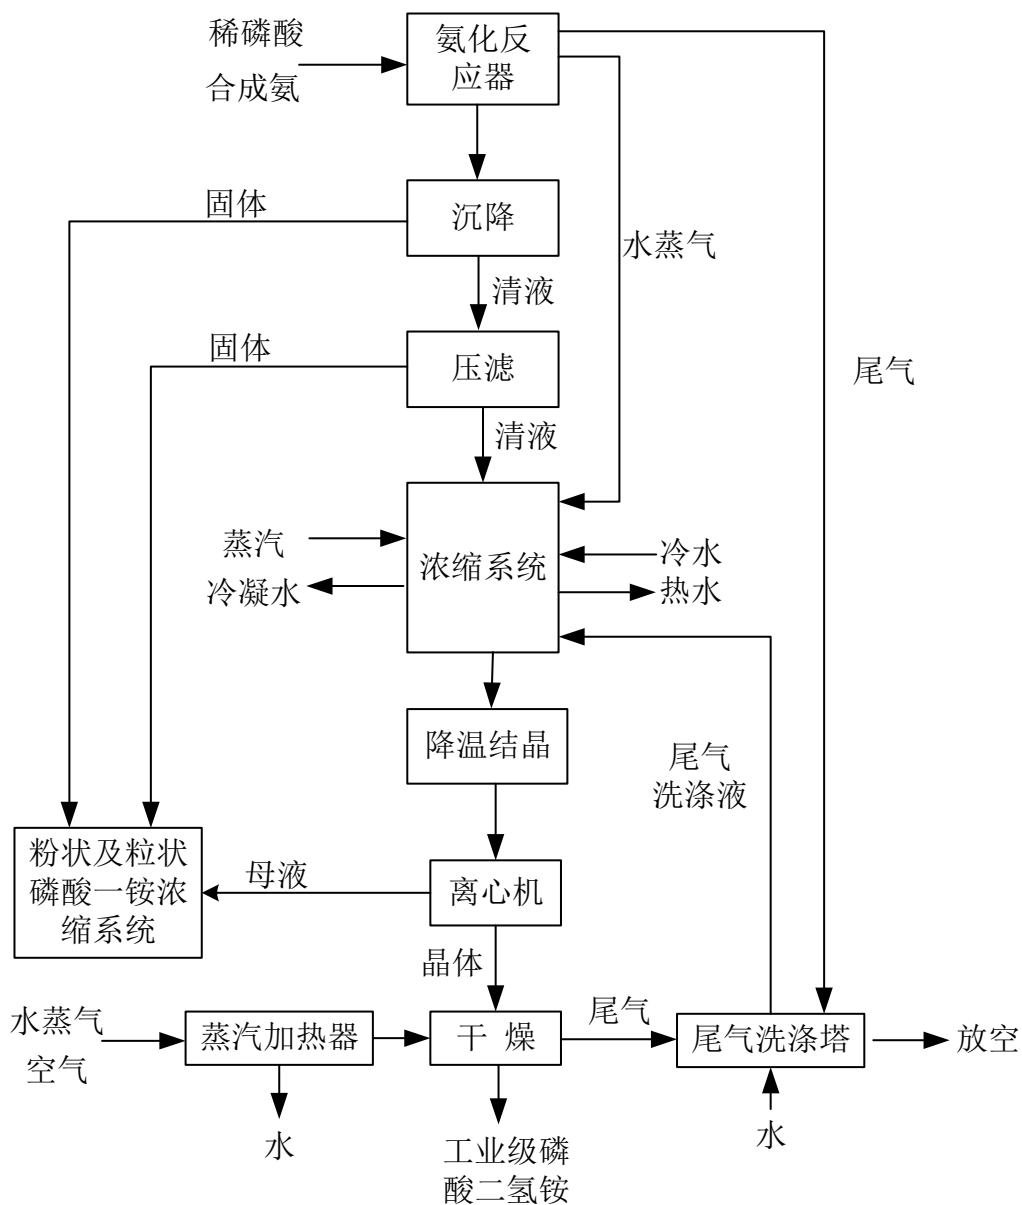 稀磷酸
合成氨
氨化反
应器
固体
沉降
水蒸气
清液
固体
压滤
尾气
清液
蒸汽
冷凝水
浓缩系统
冷水
热水
降温结晶
尾气
洗涤液
粉状及粒状
磷酸一铵浓
缩系统
母液
离心机
晶体
水蒸气
空气
蒸汽加热器
干 燥
尾气
尾气洗涤塔
放空
水
工业级磷
酸二氢铵
水